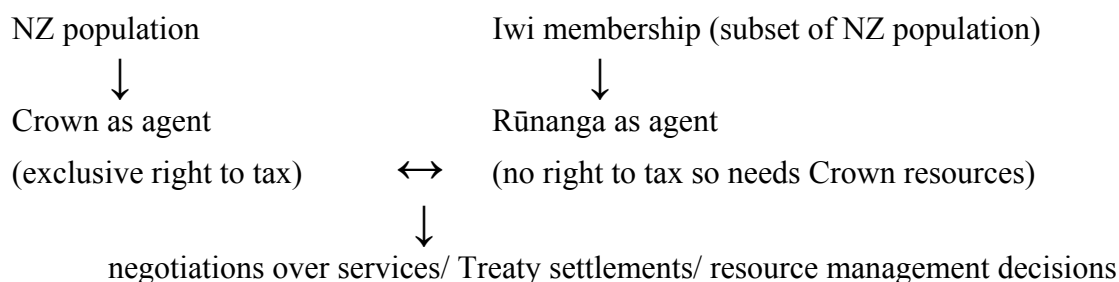 NZ population Iwi membership (subset of NZ population)
↓ ↓
Crown as agent Rūnanga as agent
(exclusive right to tax) ↔ (no right to tax so needs Crown resources)
↓
negotiations over services/ Treaty settlements/ resource management decisions